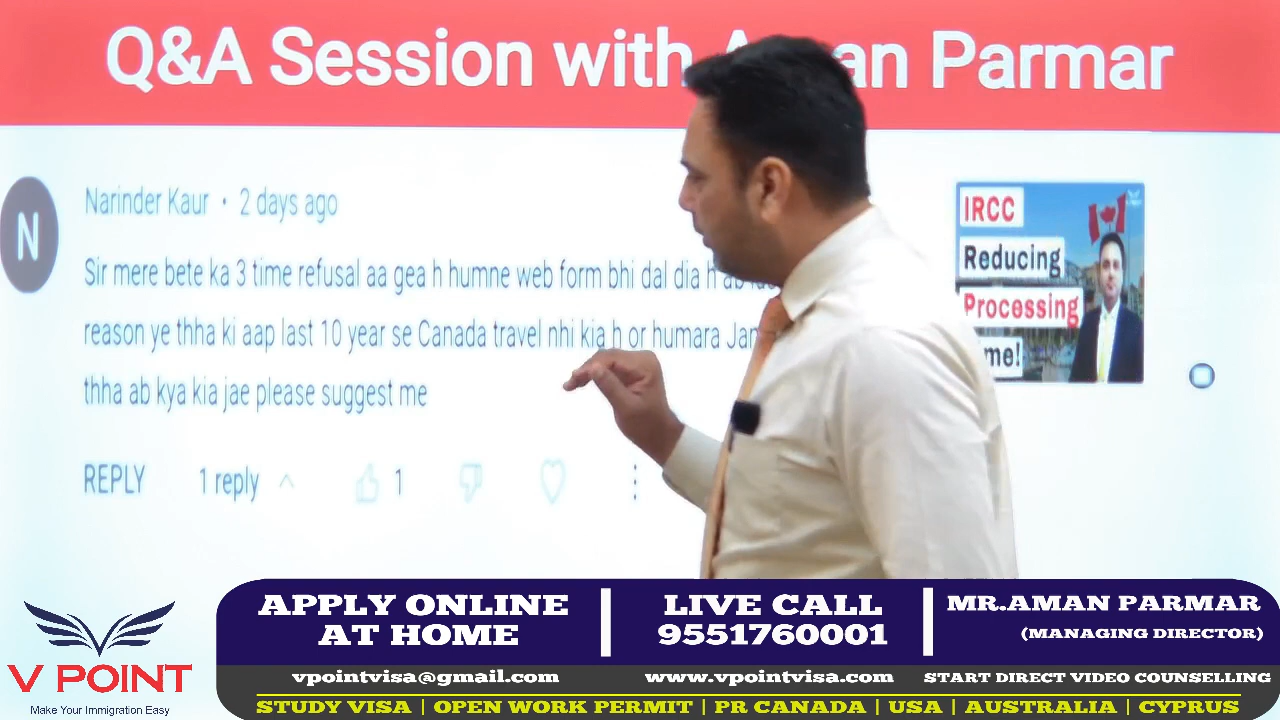 Q&A Session with an Parmar
Narinder Kaur • 2 days ago
N
Sir mere bete ka 3 time refusal aa gea h humne web form bhi dal dia h ab
reason ye thha ki aap last 10 year se Canada travel nhi kia h or humara
thha ab kya kia jae please suggest me
REPLY 1 reply 1
IRCC
Reducing
Processing
me!
APPLY ONLINE
AT HOME
LIVE CALL
9551760001
MR.AMAN PARMAR
(MANAGING DIRECTOR)
V POINT
Make Your Immigration Easy
vpointvisa@gmail.com www.vpointvisa.com START DIRECT VIDEO COUNSELLING
STUDY VISA | OPEN WORK PERMIT | PR CANADA | USA | AUSTRALIA | CYPRUS